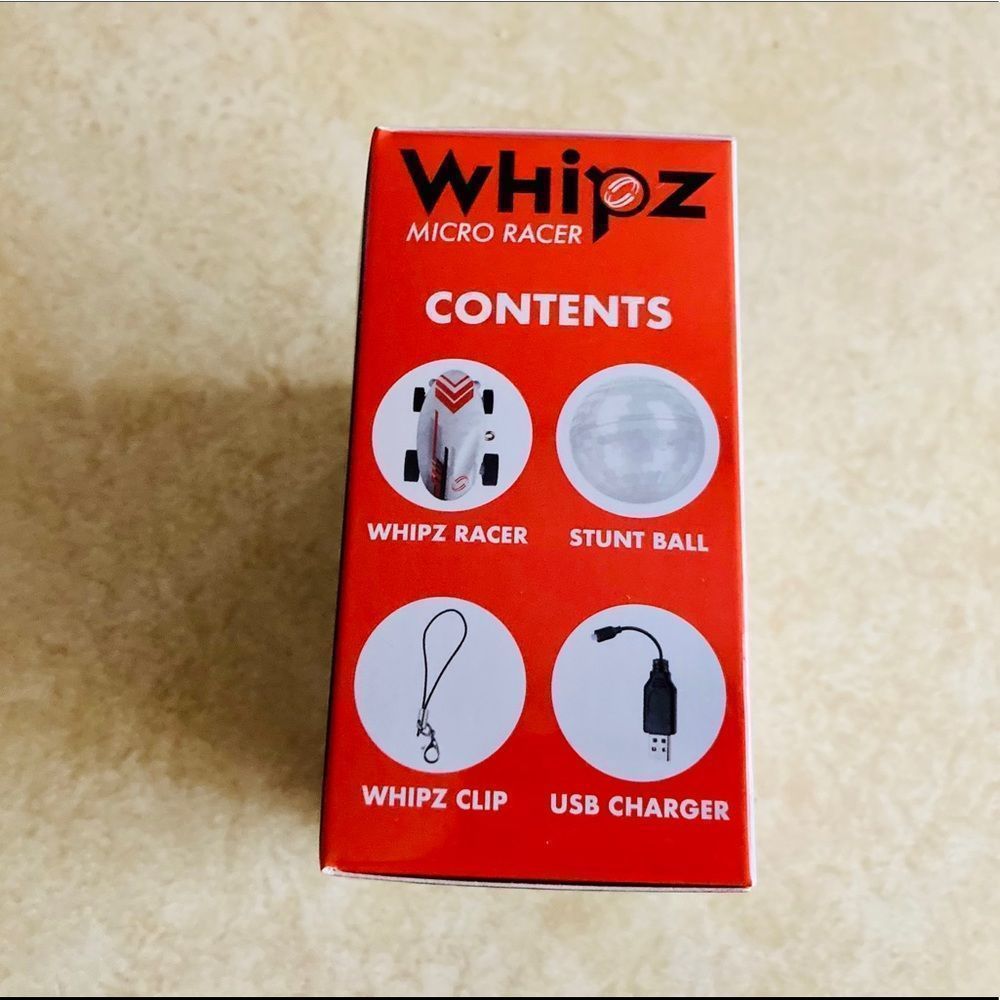 WHipz
MICRO RACER
CONTENTS
WHIPZ RACER
STUNT BALL
WHIPZ CLIP
USB CHARGER